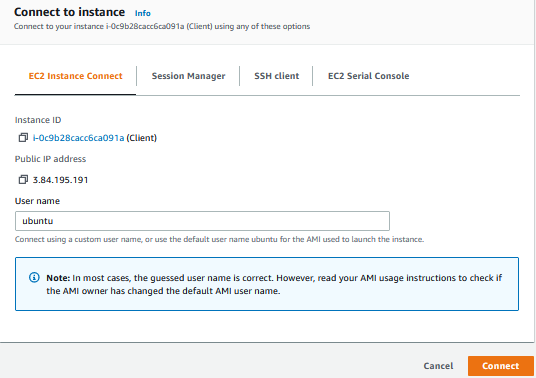 Connect to instance Info
Connect to your instance i-0c9b28cacc6ca091a (Client) using any of these options
EC2 Instance Connect Session Manager SSH client EC2 Serial Console
Instance ID
i-0c9b28cacc6ca091a (Client)
Public IP address
3.84.195.191
User name
ubuntu
Connect using a custom user name, or use the default user name ubuntu for the AMI used to launch the instance.
Note: In most cases, the guessed user name is correct. However, read your AMI usage instructions to check if
the AMI owner has changed the default AMI user name.
Cancel Connect